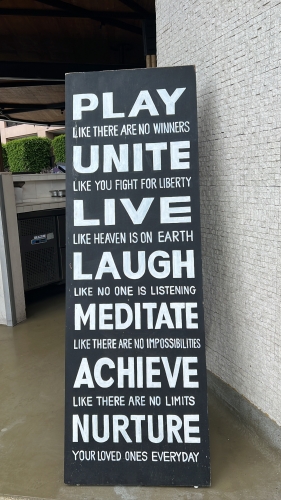 PLAY
LIKE THERE ARE NO WINNERS
UNITE
LIKE YOU FIGHT FOR LIBERTY
LIVE
LIKE HEAVEN IS ON EARTH
LAUGH
LIKE NO ONE IS LISTENING
MEDITATE
LIKE THERE ARE NO IMPOSSIBILITIES
ACHIEVE
LIKE THERE ARE NO LIMITS
NURTURE
YOUR LOVED ONES EVERYDAY